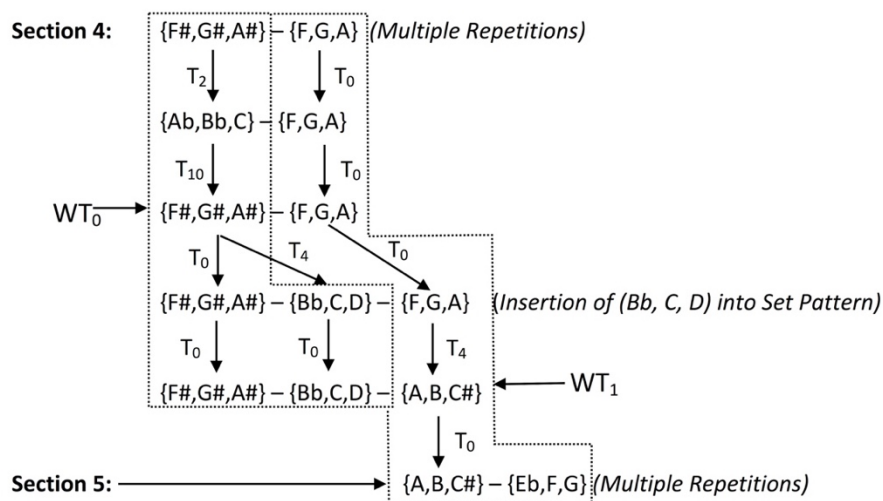 Section 4: {F#,G#,A#} – {F,G,A} (Multiple Repetitions)
T2 T0
{Ab,Bb,C} – {F,G,A}
T10 T0
WT0 {F#,G#,A#} – {F,G,A}
T0 T4 T0
{F#,G#,A#} – {Bb,C,D} – {F,G,A} (Insertion of (Bb, C, D) into Set Pattern)
T0 T0 T4
{F#,G#,A#} – {Bb,C,D} – {A,B,C#} WT1
T0
Section 5: {A,B,C#} – {Eb,F,G} (Multiple Repetitions)